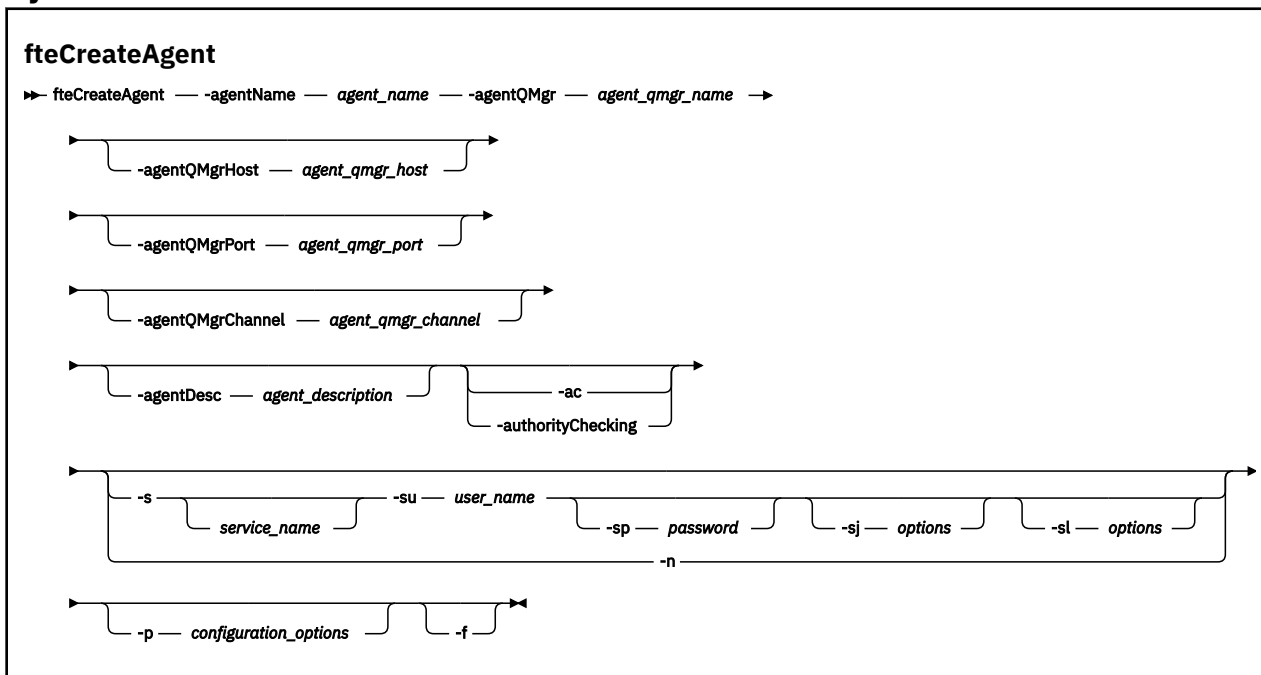 fteCreateAgent
fteCreateAgent — -agentName — agent_name — -agentQMgr — agent_qmgr_name
-agentQMgrHost — agent_qmgr_host
-agentQMgrPort — agent_qmgr_port
-agentQMgrChannel — agent_qmgr_channel
-agentDesc — agent_description -ac
-authorityChecking
-s -su — user_name
service_name -sp — password -sj — options -sl — options
-n
-p — configuration_options -f